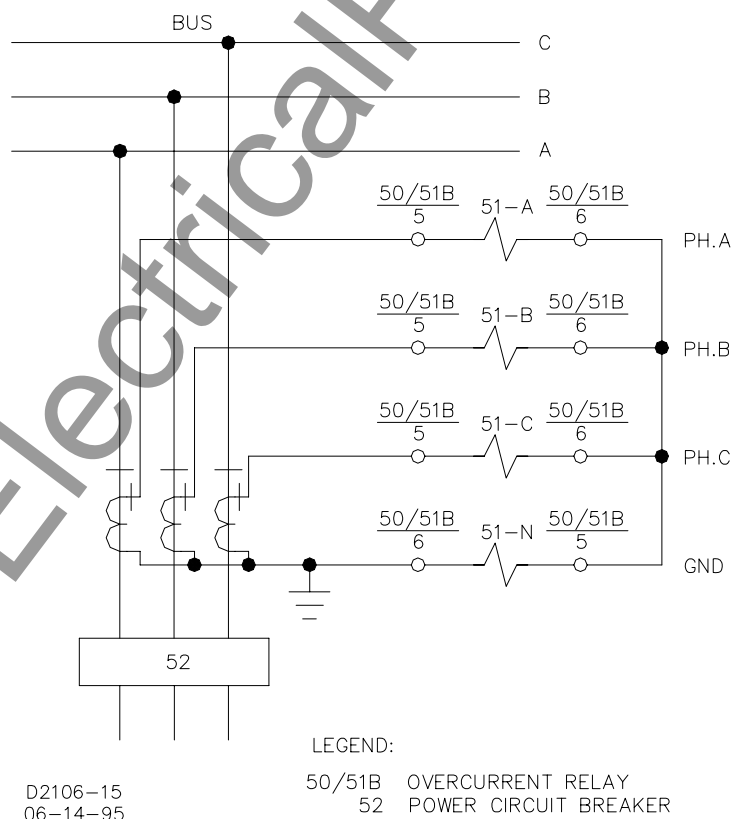 BUS
C
B
A
50/51B
5
51-A
50/51B
6
PH.A
50/51B
5
51-B
50/51B
6
PH.B
50/51B
5
51-C
50/51B
6
PH.C
50/51B
6
51-N
50/51B
5
GND
52
LEGEND:
50/51B OVERCURRENT RELAY
52 POWER CIRCUIT BREAKER
D2106-15
06-14-95
Electrical